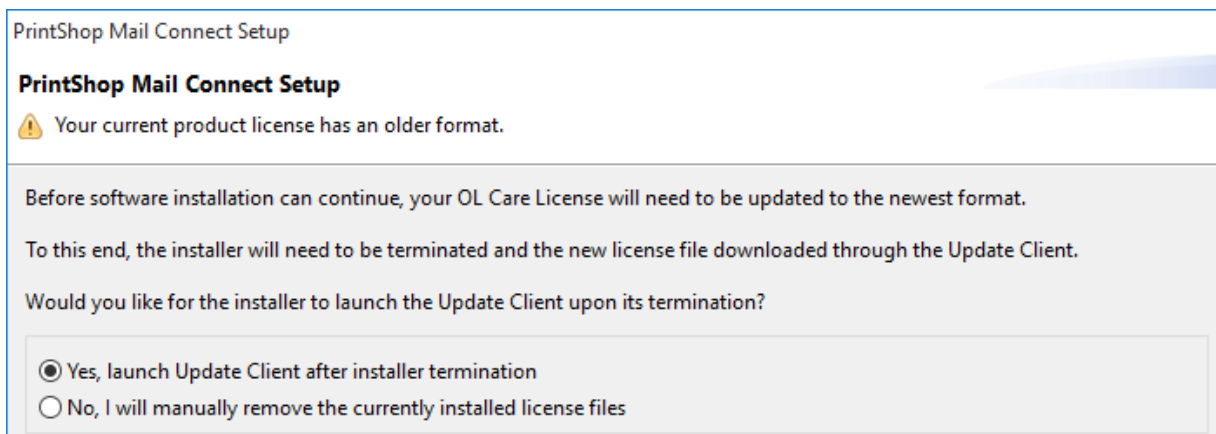 PrintShop Mail Connect Setup
PrintShop Mail Connect Setup
Your current product license has an older format.
Before software installation can continue, your OL Care License will need to be updated to the newest format.
To this end, the installer will need to be terminated and the new license file downloaded through the Update Client.
Would you like for the installer to launch the Update Client upon its termination?
Yes, launch Update Client after installer termination
No, I will manually remove the currently installed license files